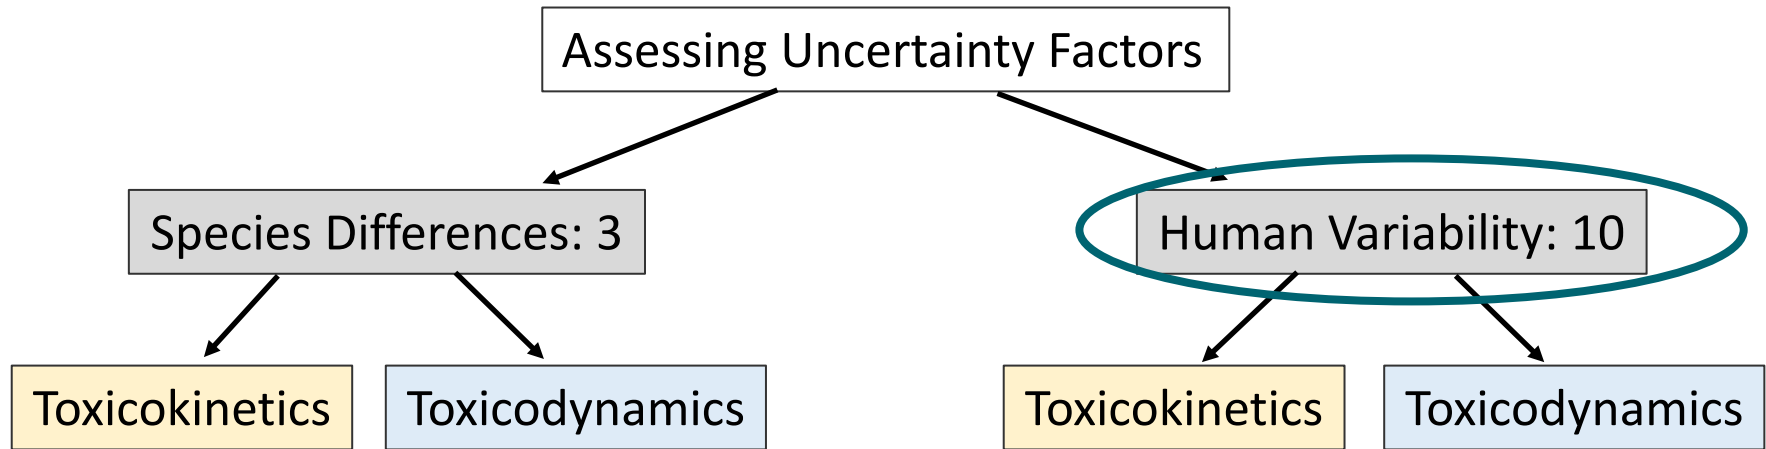 Assessing Uncertainty Factors
Species Differences: 3
Human Variability: 10
Toxicokinetics
Toxicodynamics
Toxicokinetics
Toxicodynamics